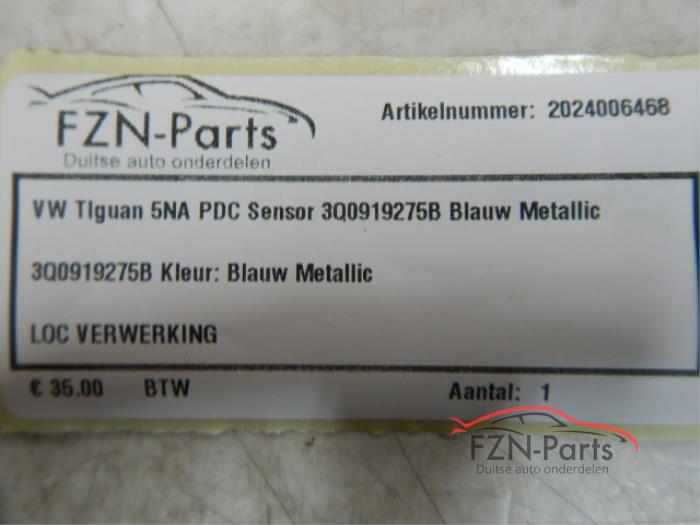 FZN-Parts
Duitse auto onderdelen
Artikelnummer: 2024006468
VW TIguan 5NA PDC Sensor 3Q0919275B Blauw Metallic
3Q0919275B Kleur: Blauw Metallic
LOC VERWERKING
€ 35.00 BTW Aantal: 1
FZN-Parts
Duitse auto onderdelen